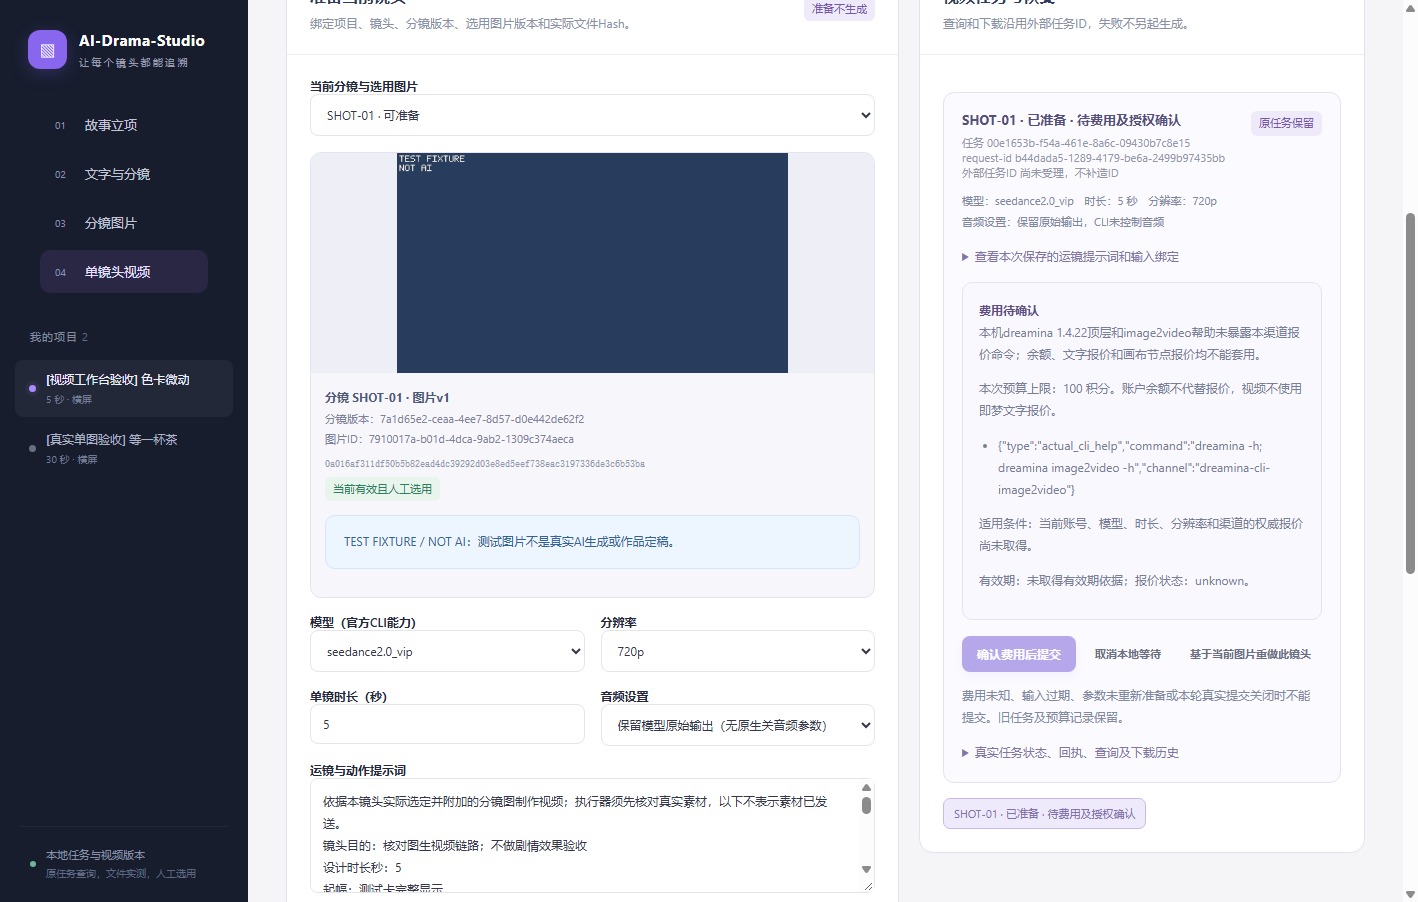 AI-Drama-Studio
让每个镜头都能追溯
01 故事立项
02 文字与分镜
03 分镜图片
04 单镜头视频
我的项目 2
[视频工作台验收] 色卡微动
5 秒 · 横屏
[真实单图验收] 等一杯茶
30 秒 · 横屏
本地任务与视频版本
原任务查询，文件实测，人工选用
准备不生成
绑定项目、镜头、分镜版本、选用图片版本和实际文件Hash。
当前分镜与选用图片
SHOT-01 · 可准备
TEST FIXTURE
NOT AI
分镜 SHOT-01 · 图片v1
分镜版本：7a1d65e2-ceaa-4ee7-8d57-d0e442de62f2
图片ID：7910017a-b01d-4dca-9ab2-1309c374aeca
0a016af311df50b5b82ead4dc39292d03e8ed5eef738eac3197336de3c6b53ba
当前有效且人工选用
TEST FIXTURE / NOT AI：测试图片不是真实AI生成或作品定稿。
模型（官方CLI能力）
seedance2.0_vip
分辨率
720p
单镜时长（秒）
5
音频设置
保留模型原始输出（无原生关音频参数）
运镜与动作提示词
依据本镜头实际选定并附加的分镜图制作视频；执行器须先核对真实素材，以下不表示素材已发
送。
镜头目的：核对图生视频链路；不做剧情效果验收
设计时长秒：5
起幅：测试卡完整显示
查询和下载沿用外部任务ID，失败不另起生成。
SHOT-01 · 已准备 · 待费用及授权确认
原任务保留
任务 00e1653b-f54a-461e-8a6c-09430b7c8e15
request-id b44dada5-1289-4179-be6a-2499b97435bb
外部任务ID 尚未受理，不补造ID
模型：seedance2.0_vip 时长：5 秒 分辨率：720p
音频设置：保留原始输出，CLI未控制音频
▶ 查看本次保存的运镜提示词和输入绑定
费用待确认
本机dreamina 1.4.22顶层和image2video帮助未暴露本渠道报
价命令；余额、文字报价和画布节点报价均不能套用。
本次预算上限：100 积分。账户余额不代替报价，视频不使用
即梦文字报价。
• {"type":"actual_cli_help","command":"dreamina -h;
dreamina image2video -h","channel":"dreamina-cli-
image2video"}
适用条件：当前账号、模型、时长、分辨率和渠道的权威报价
尚未取得。
有效期：未取得有效期依据；报价状态：unknown。
确认费用后提交
取消本地等待
基于当前图片重做此镜头
费用未知、输入过期、参数未重新准备或本轮真实提交关闭时不能
提交。旧任务及预算记录保留。
▶ 真实任务状态、回执、查询及下载历史
SHOT-01 · 已准备 · 待费用及授权确认